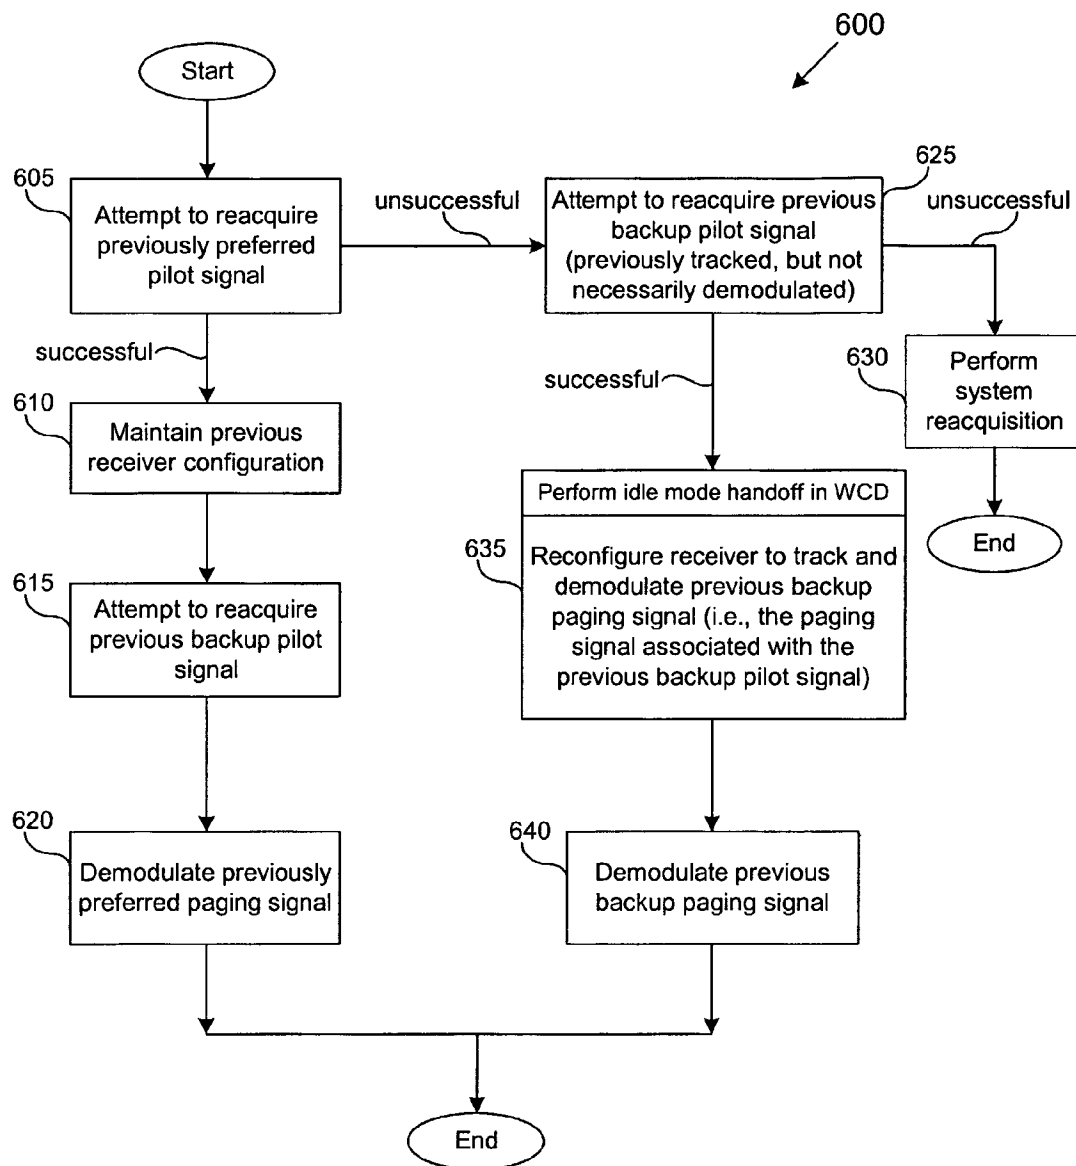 600
Start
605
Attempt to reacquire
previously preferred
pilot signal
unsuccessful
625
Attempt to reacquire previous
backup pilot signal
(previously tracked, but not
necessarily demodulated)
unsuccessful
successful
610
Maintain previous
receiver configuration
successful
630
Perform
system
reacquisition
End
615
Attempt to reacquire
previous backup pilot
signal
Perform idle mode handoff in WCD
635
Reconfigure receiver to track and
demodulate previous backup
paging signal (i.e., the paging
signal associated with the
previous backup pilot signal)
620
Demodulate previously
preferred paging signal
640
Demodulate previous
backup paging signal
End